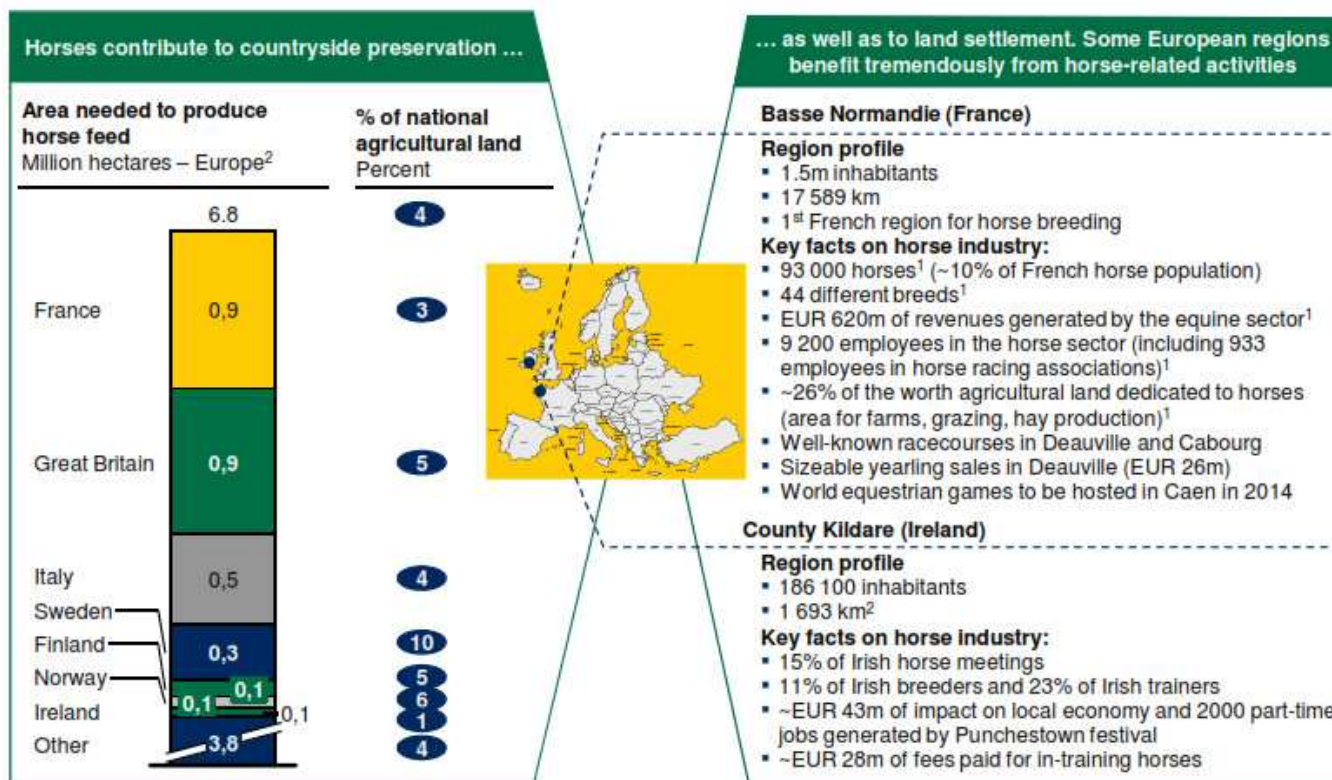 Horses contribute to countryside preservation ...
Area needed to produce
horse feed
Million hectares – Europe²
% of national
agricultural land
Percent
6.8
4
France
0,9
3
Great Britain
0,9
5
Italy
0,5
4
Sweden
0,3
10
Finland
0,1
5
Norway
0,1
6
Ireland
0,1
1
Other
3,8
4
... as well as to land settlement. Some European regions
benefit tremendously from horse-related activities
Basse Normandie (France)
Region profile
▪ 1.5m inhabitants
▪ 17 589 km
▪ 1st French region for horse breeding
Key facts on horse industry:
▪ 93 000 horses¹ (~10% of French horse population)
▪ 44 different breeds¹
▪ EUR 620m of revenues generated by the equine sector¹
▪ 9 200 employees in the horse sector (including 933
employees in horse racing associations)¹
▪ ~26% of the worth agricultural land dedicated to horses
(area for farms, grazing, hay production)¹
▪ Well-known racecourses in Deauville and Cabourg
▪ Sizeable yearling sales in Deauville (EUR 26m)
▪ World equestrian games to be hosted in Caen in 2014
County Kildare (Ireland)
Region profile
▪ 186 100 inhabitants
▪ 1 693 km²
Key facts on horse industry:
▪ 15% of Irish horse meetings
▪ 11% of Irish breeders and 23% of Irish trainers
▪ ~EUR 43m of impact on local economy and 2000 part-time
jobs generated by Punchestown festival
▪ ~EUR 28m of fees paid for in-training horses